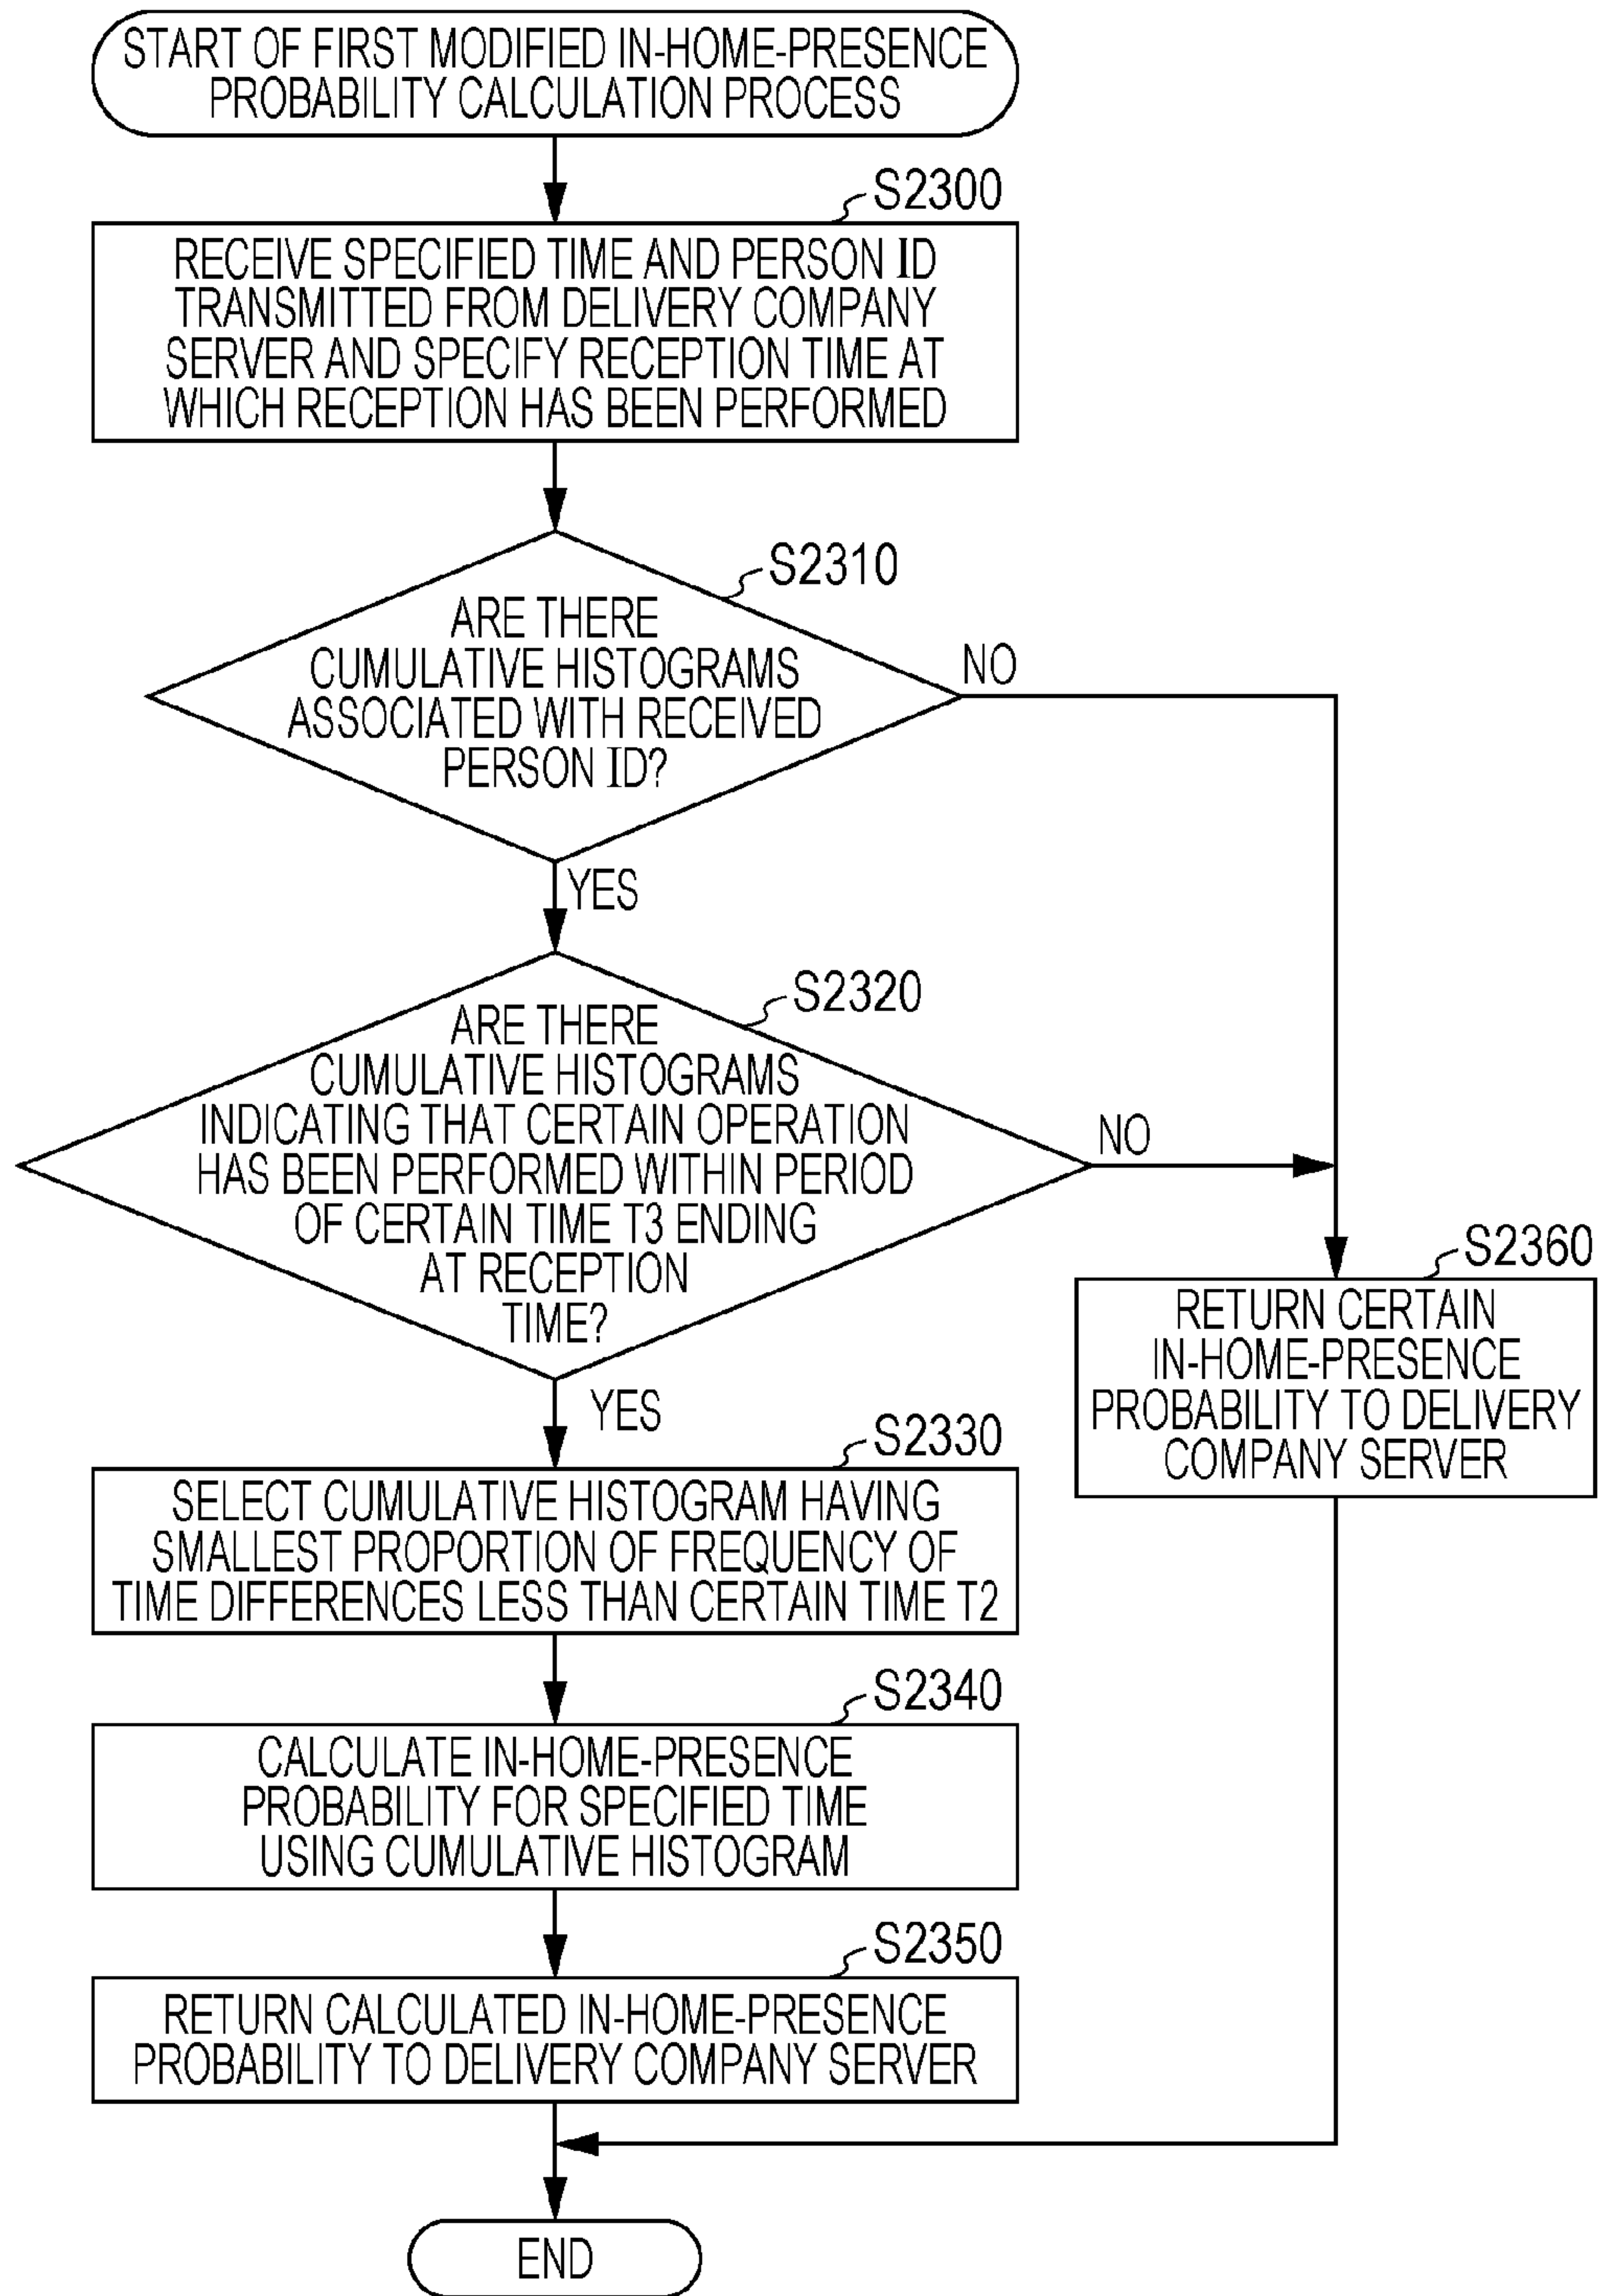 START OF FIRST MODIFIED IN-HOME-PRESENCE
PROBABILITY CALCULATION PROCESS
S2300
RECEIVE SPECIFIED TIME AND PERSON ID
TRANSMITTED FROM DELIVERY COMPANY
SERVER AND SPECIFY RECEPTION TIME AT
WHICH RECEPTION HAS BEEN PERFORMED
S2310
ARE THERE
CUMULATIVE HISTOGRAMS
ASSOCIATED WITH RECEIVED
PERSON ID?
NO
YES
S2320
ARE THERE
CUMULATIVE HISTOGRAMS
INDICATING THAT CERTAIN OPERATION
HAS BEEN PERFORMED WITHIN PERIOD
OF CERTAIN TIME T3 ENDING
AT RECEPTION
TIME?
NO
YES
S2360
RETURN CERTAIN
IN-HOME-PRESENCE
PROBABILITY TO DELIVERY
COMPANY SERVER
S2330
SELECT CUMULATIVE HISTOGRAM HAVING
SMALLEST PROPORTION OF FREQUENCY OF
TIME DIFFERENCES LESS THAN CERTAIN TIME T2
S2340
CALCULATE IN-HOME-PRESENCE
PROBABILITY FOR SPECIFIED TIME
USING CUMULATIVE HISTOGRAM
S2350
RETURN CALCULATED IN-HOME-PRESENCE
PROBABILITY TO DELIVERY COMPANY SERVER
END